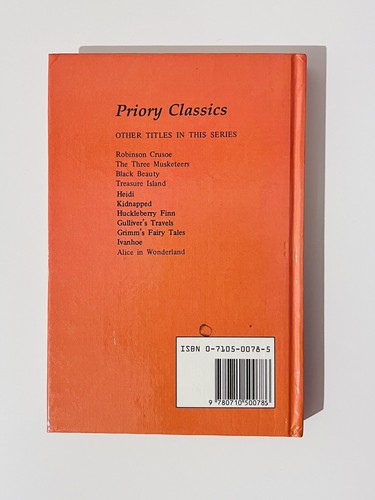 Priory Classics
OTHER TITLES IN THIS SERIES
Robinson Crusoe
The Three Musketeers
Black Beauty
Treasure Island
Heidi
Kidnapped
Huckleberry Finn
Gulliver's Travels
Grimm's Fairy Tales
Ivanhoe
Alice in Wonderland
ISBN 0-7105-0078-5
9 780710 500785